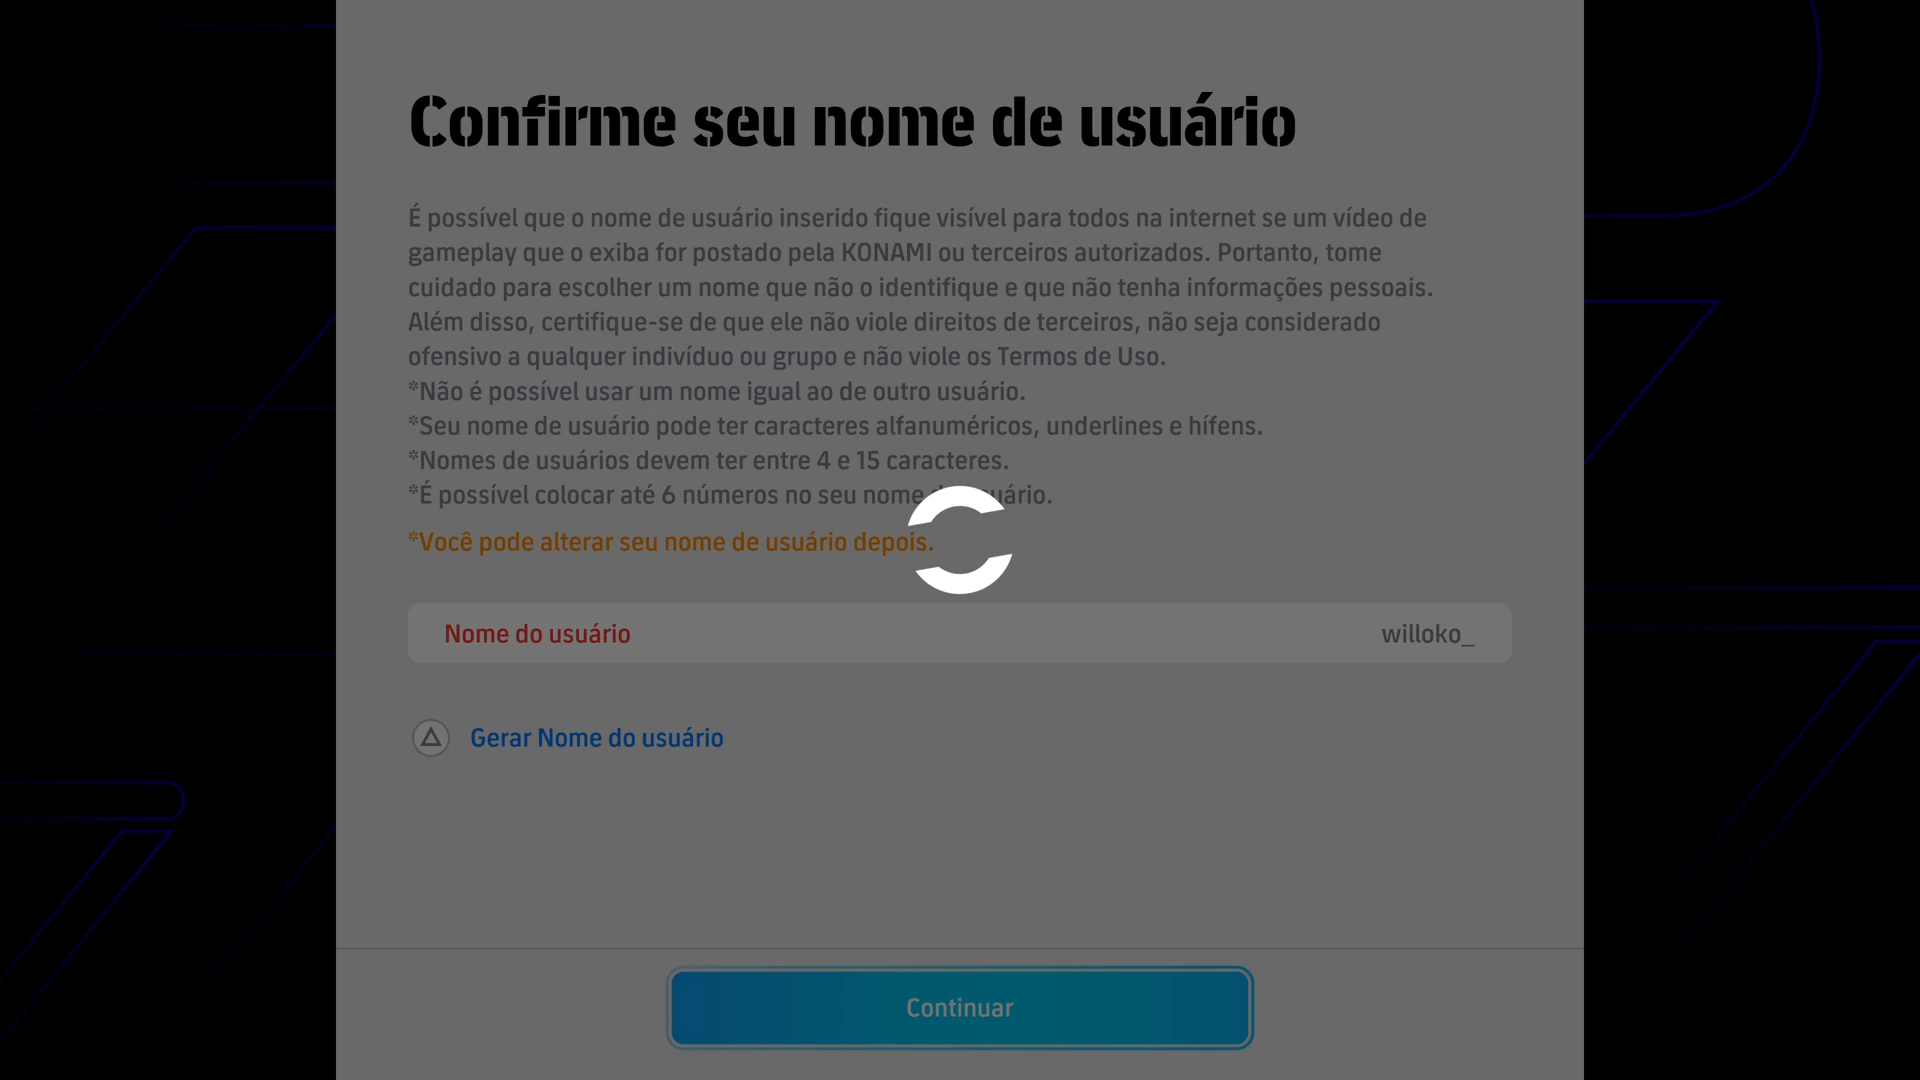 Confirme seu nome de usuário
É possível que o nome de usuário inserido fique visível para todos na internet se um vídeo de
gameplay que o exiba for postado pela KONAMI ou terceiros autorizados. Portanto, tome
cuidado para escolher um nome que não o identifique e que não tenha informações pessoais.
Além disso, certifique-se de que ele não viole direitos de terceiros, não seja considerado
ofensivo a qualquer indivíduo ou grupo e não viole os Termos de Uso.
*Não é possível usar um nome igual ao de outro usuário.
*Seu nome de usuário pode ter caracteres alfanuméricos, underlines e hífens.
*Nomes de usuários devem ter entre 4 e 15 caracteres.
*É possível colocar até 6 números no seu nome de usuário.
*Você pode alterar seu nome de usuário depois.
Nome do usuário willoko_
Gerar Nome do usuário
Continuar